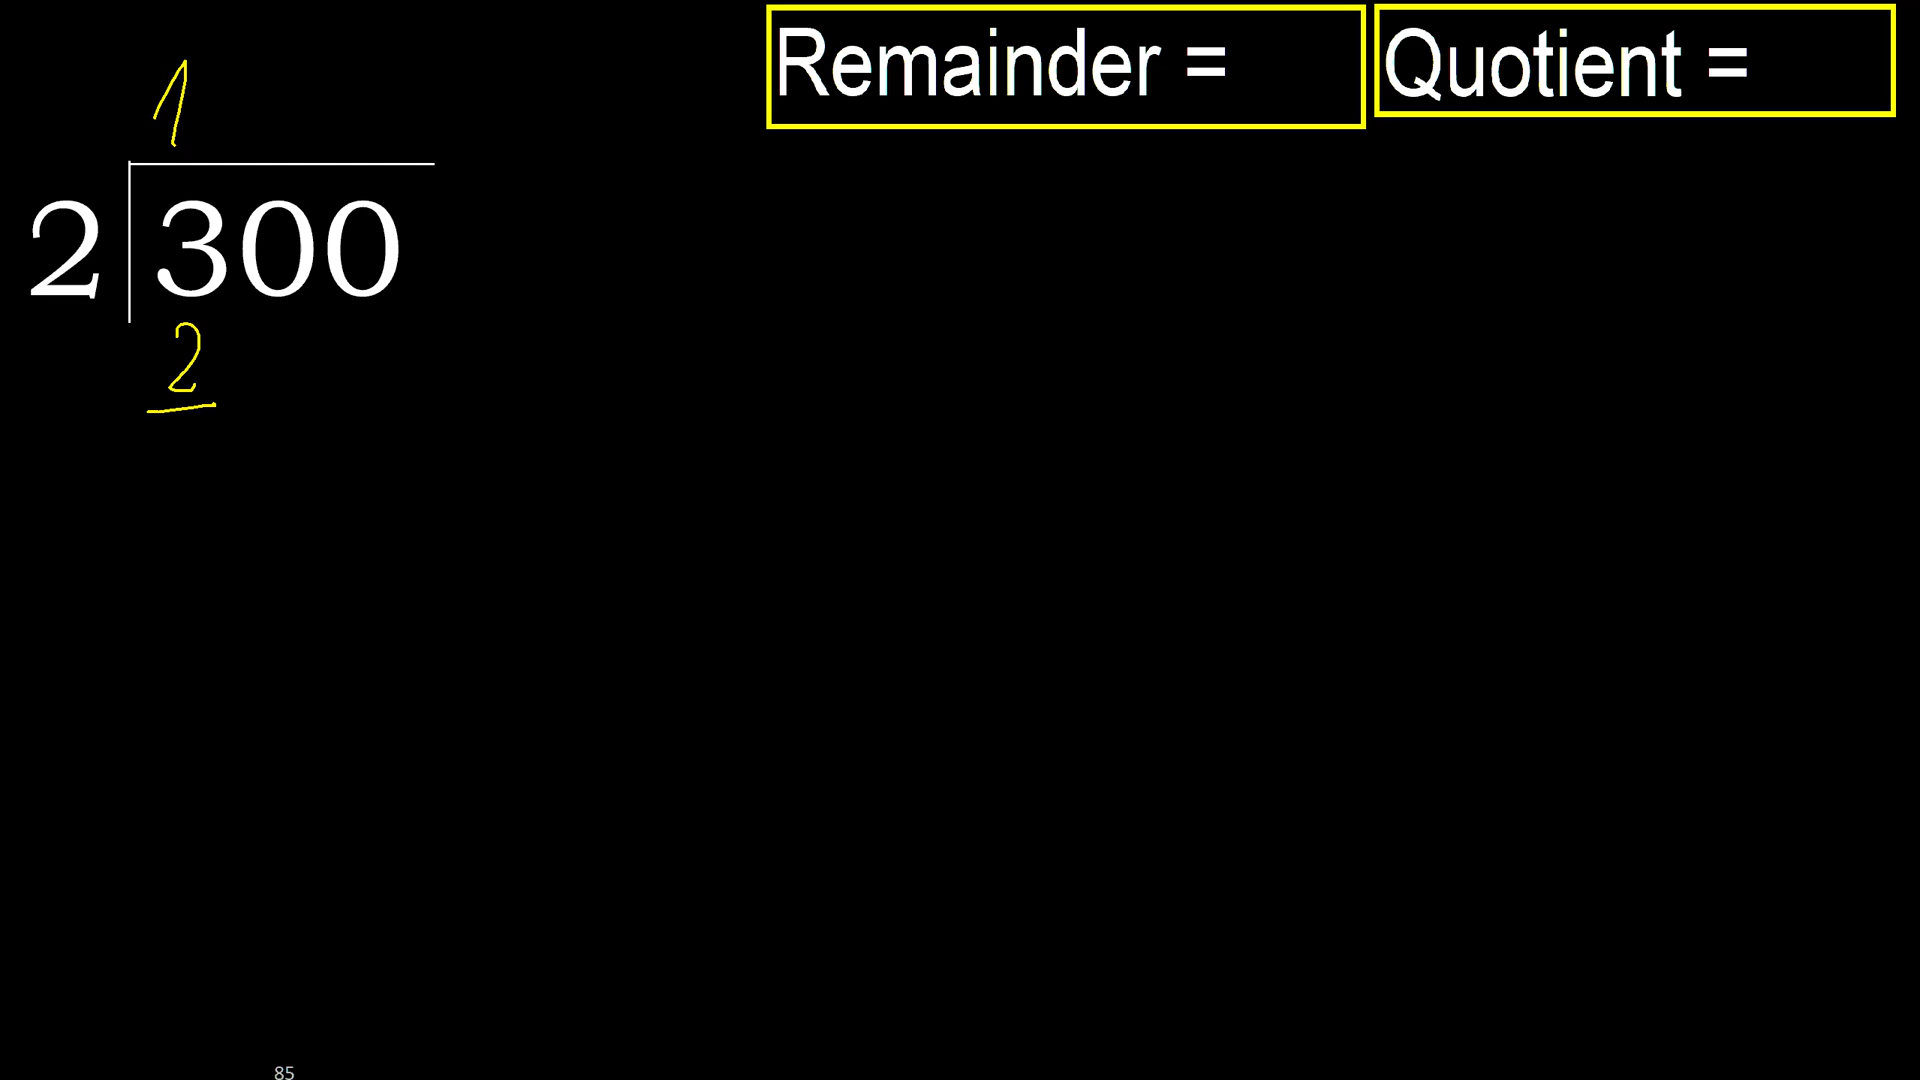 Remainder = Quotient =
1
2 300
2
85